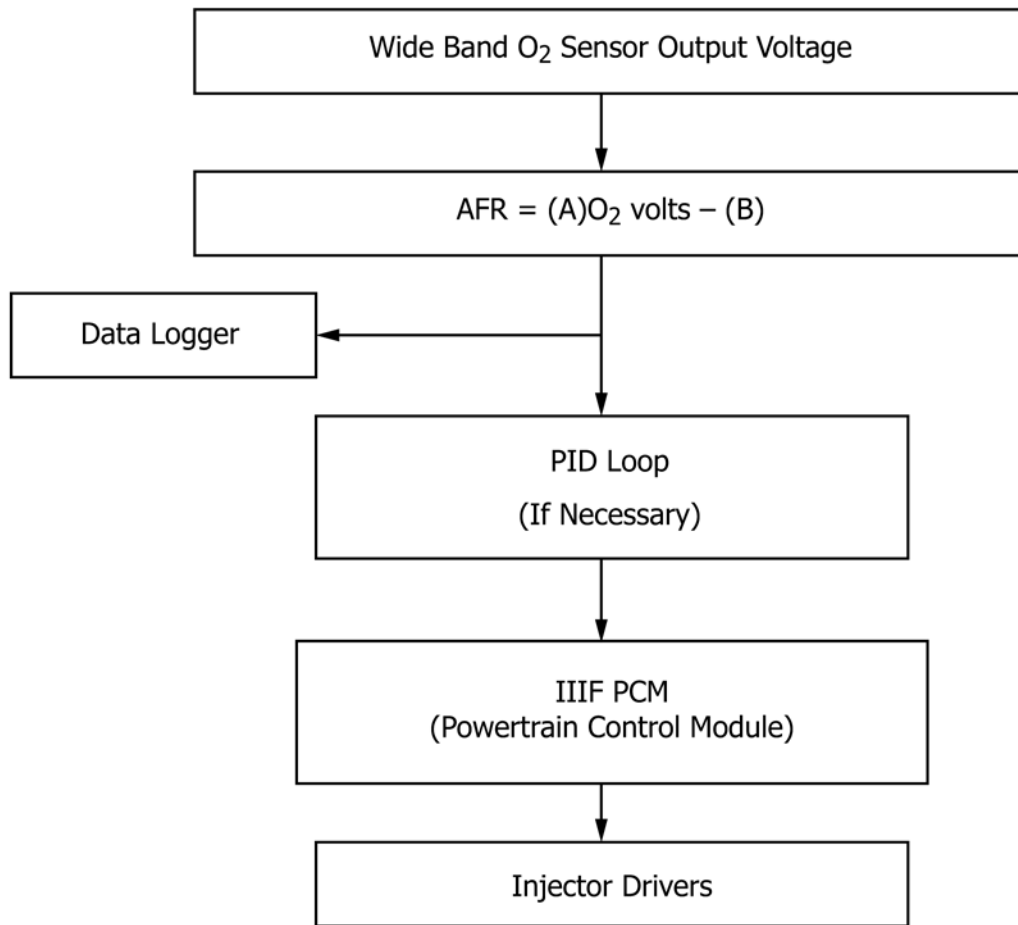 Wide Band O₂ Sensor Output Voltage
AFR = (A)O₂ volts – (B)
Data Logger
PID Loop
(If Necessary)
IIIF PCM
(Powertrain Control Module)
Injector Drivers